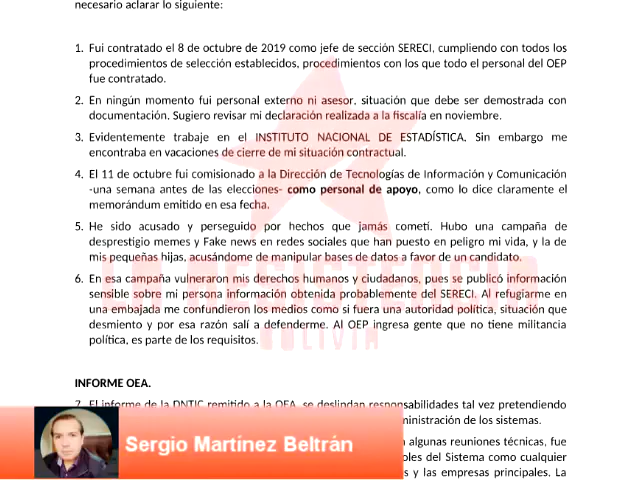 necesario aclarar lo siguiente:
1. Fui contratado el 8 de octubre de 2019 como jefe de sección SERECI, cumpliendo con todos los
procedimientos de selección establecidos, procedimientos con los que todo el personal del OEP
fue contratado.
2. En ningún momento fui personal externo ni asesor, situación que debe ser demostrada con
documentación. Sugiero revisar mi declaración realizada a la fiscalía en noviembre.
3. Evidentemente trabaje en el INSTITUTO NACIONAL DE ESTADÍSTICA. Sin embargo me
encontraba en vacaciones de cierre de mi situación contractual.
4. El 11 de octubre fui comisionado a la Dirección de Tecnologías de Información y Comunicación
-una semana antes de las elecciones- como personal de apoyo, como lo dice claramente el
memorándum emitido en esa fecha.
5. He sido acusado y perseguido por hechos que jamás cometí. Hubo una campaña de
desprestigio memes y Fake news en redes sociales que han puesto en peligro mi vida, y la de
mis pequeñas hijas, acusándome de manipular bases de datos a favor de un candidato.
6. En esa campaña vulneraron mis derechos humanos y ciudadanos, pues se publicó información
sensible sobre mi persona información obtenida probablemente del SERECI. Al refugiarme en
una embajada me confundieron los medios como si fuera una autoridad política, situación que
desmiento y por esa razón salí a defenderme. Al OEP ingresa gente que no tiene militancia
política, es parte de los requisitos.
LA RESISTENCIA
BOLIVIA
INFORME OEA.
7. El informe de la DNTIC remitido a la OEA, se deslindan responsabilidades tal vez pretendiendo
ministración de los sistemas.
algunas reuniones técnicas, fue
bles del Sistema como cualquier
s y las empresas principales. La
Sergio Martínez Beltrán